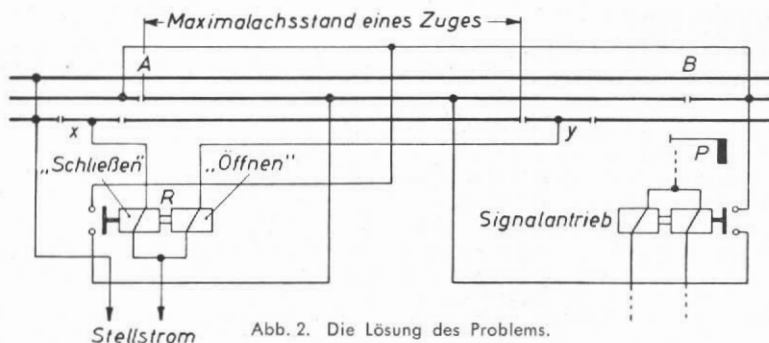 Maximalachsstand eines Zuges
A
B
x
y
„Schließen"
„Öffnen"
P
R
Signalantrieb
Stellstrom
Abb. 2. Die Lösung des Problems.